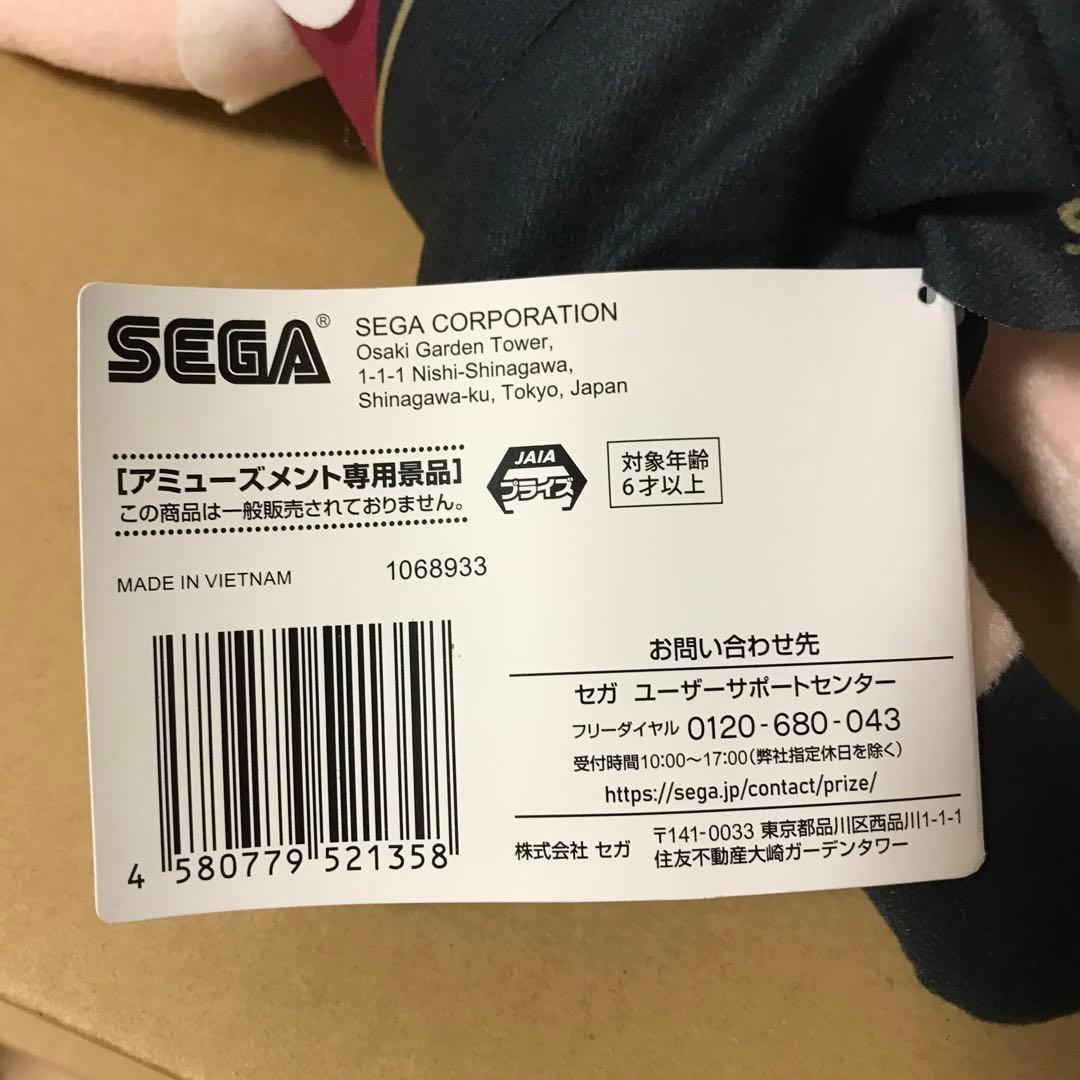 SEGA®
SEGA CORPORATION
Osaki Garden Tower,
1-1-1 Nishi-Shinagawa,
Shinagawa-ku, Tokyo, Japan
[アミューズメント専用景品]
この商品は一般販売されておりません。
JAIA
プライズ
対象年齢
6才以上
MADE IN VIETNAM 1068933
4 580779 521358
お問い合わせ先
セガ ユーザーサポートセンター
フリーダイヤル 0120-680-043
受付時間10:00〜17:00(弊社指定休日を除く)
https://sega.jp/contact/prize/
株式会社 セガ
〒141-0033 東京都品川区西品川1-1-1
住友不動産大崎ガーデンタワー